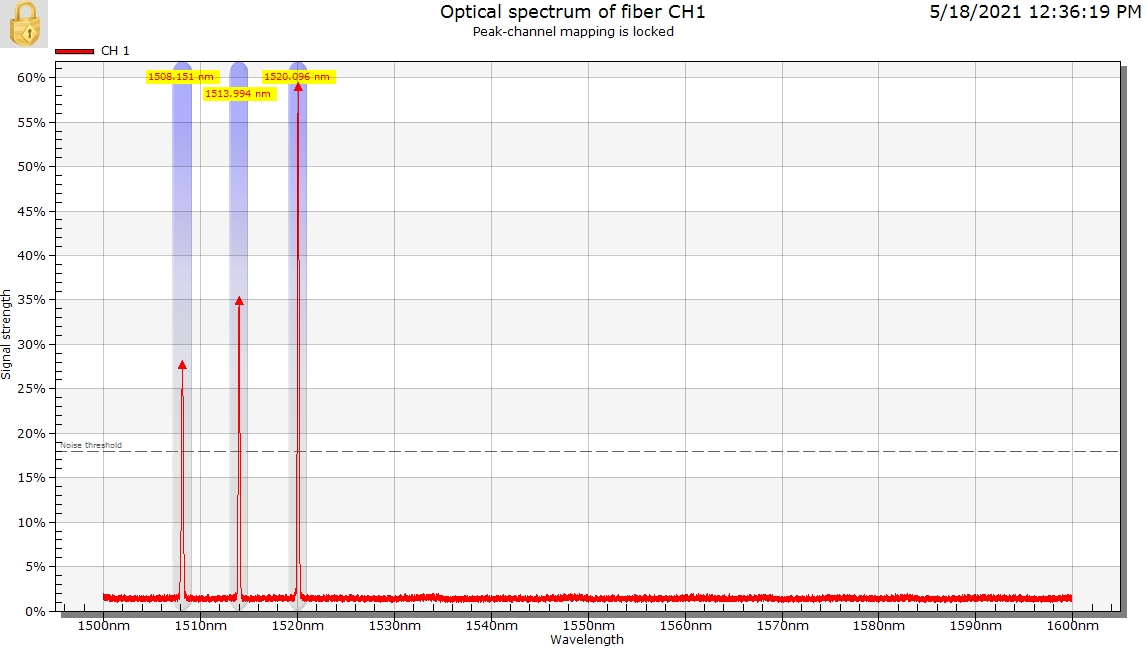 Optical spectrum of fiber CH1
5/18/2021 12:36:19 PM
Peak-channel mapping is locked
CH 1
1508.151 nm
1520.096 nm
1513.994 nm
60%
55%
50%
45%
40%
35%
30%
25%
20%
15%
10%
5%
0%
Signal strength
Noise threshold
1500nm
1510nm
1520nm
1530nm
1540nm
1550nm
1560nm
1570nm
1580nm
1590nm
1600nm
Wavelength